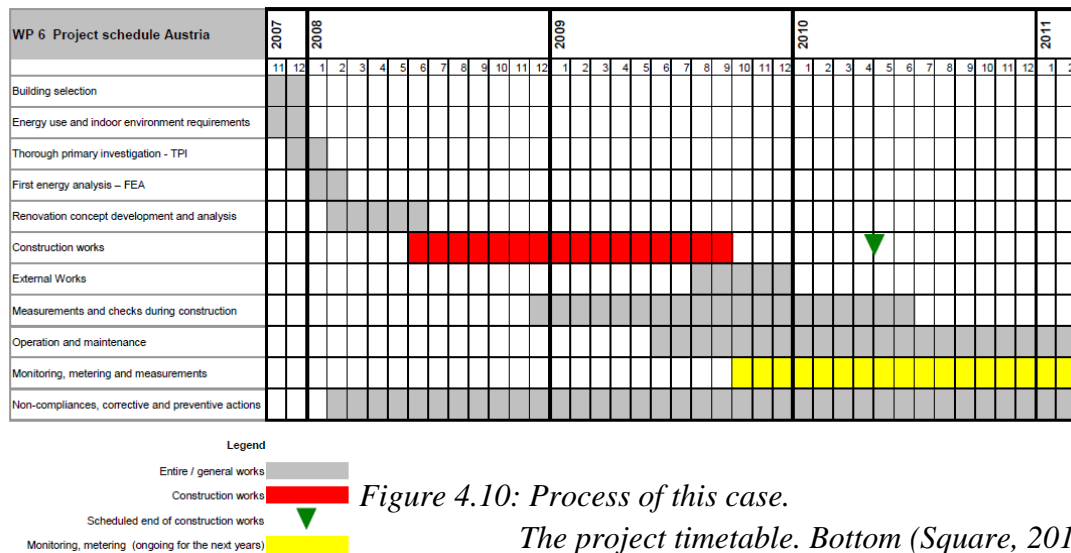 WP 6 Project schedule Austria
2007 2008 2009 2010 2011
11 12 1 2 3 4 5 6 7 8 9 10 11 12 1 2 3 4 5 6 7 8 9 10 11 12 1 2 3 4 5 6 7 8 9 10 11 12 1 2
Building selection
Energy use and indoor environment requirements
Thorough primary investigation - TPI
First energy analysis – FEA
Renovation concept development and analysis
Construction works
External Works
Measurements and checks during construction
Operation and maintenance
Monitoring, metering and measurements
Non-compliances, corrective and preventive actions
Legend
Entire / general works
Construction works
Scheduled end of construction works
Monitoring, metering (ongoing for the next years)
Figure 4.10: Process of this case.
The project timetable. Bottom (Square, 201